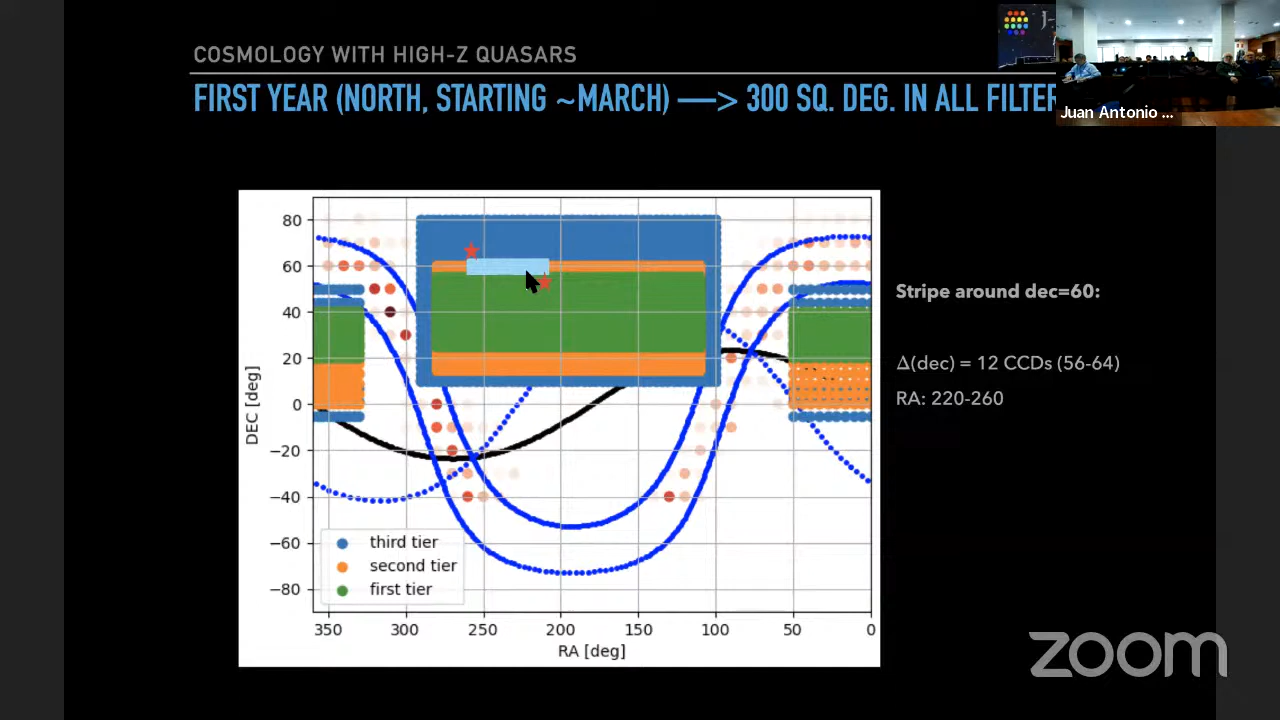 COSMOLOGY WITH HIGH-Z QUASARS
FIRST YEAR (NORTH, STARTING ~MARCH) —> 300 SQ. DEG. IN ALL FILTER
J-
Juan Antonio ...
80
60
40
20
0
−20
−40
−60
−80
DEC [deg]
third tier
second tier
first tier
350 300 250 200 150 100 50 0
RA [deg]
Stripe around dec=60:
Δ(dec) = 12 CCDs (56-64)
RA: 220-260
zoom